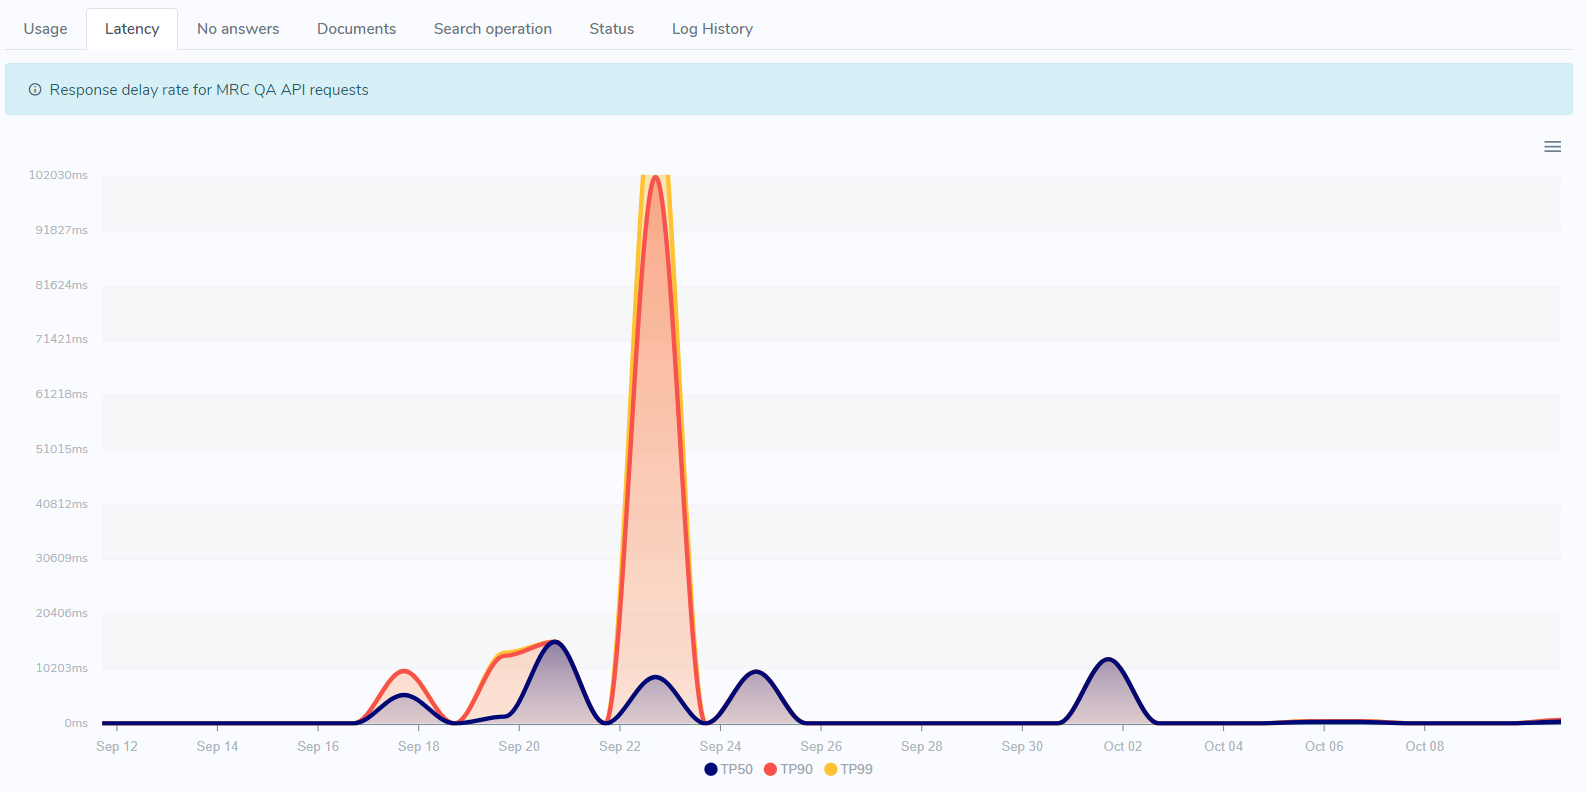 Usage Latency No answers Documents Search operation Status Log History
Response delay rate for MRC QA API requests
102030ms
91827ms
81624ms
71421ms
61218ms
51015ms
40812ms
30609ms
20406ms
10203ms
0ms
Sep 12 Sep 14 Sep 16 Sep 18 Sep 20 Sep 22 Sep 24 Sep 26 Sep 28 Sep 30 Oct 02 Oct 04 Oct 06 Oct 08
TP50 TP90 TP99